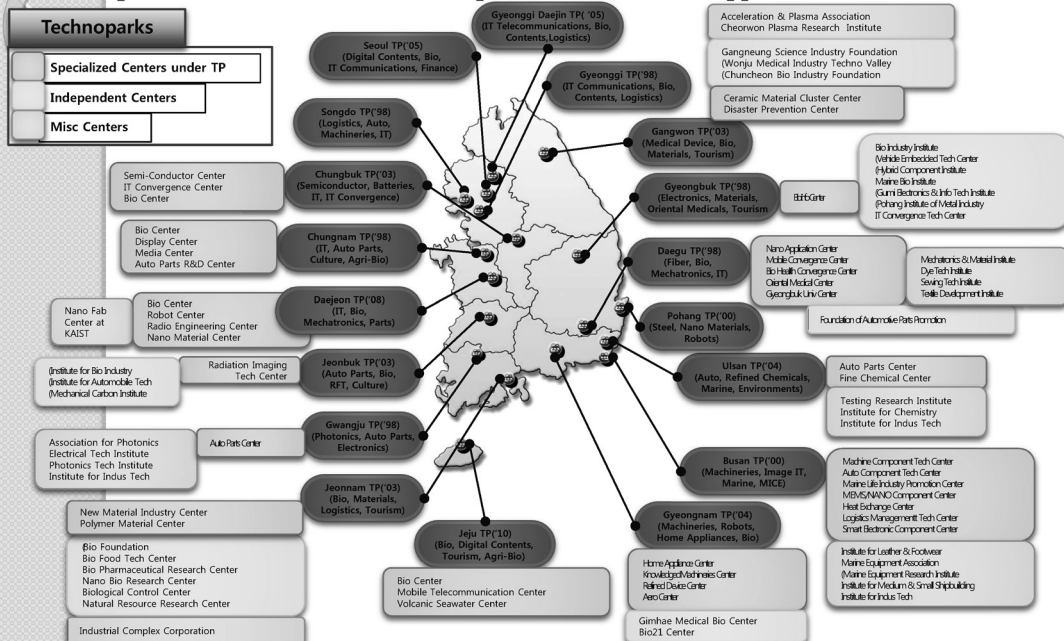 Technoparks
Specialized Centers under TP
Independent Centers
Misc Centers
Gyeonggi Daejin TP( '05)
(IT Telecommunications, Bio,
Contents,Logistics)
Seoul TP('05)
(Digital Contents, Bio,
IT Communications, Finance)
Gyeonggi TP('98)
(IT Communications, Bio,
Contents, Logistics)
Songdo TP('98)
(Logistics, Auto,
Machineries, IT)
Gangwon TP('03)
(Medical Device, Bio,
Materials, Tourism)
Acceleration & Plasma Association
Cheorwon Plasma Research Institute
Gangneung Science Industry Foundation
(Wonju Medical Industry Techno Valley
(Chuncheon Bio Industry Foundation
Ceramic Material Cluster Center
Disaster Prevention Center
Semi-Conductor Center
IT Convergence Center
Bio Center
Chungbuk TP('03)
(Semiconductor, Batteries,
IT, IT Convergence)
Gyeongbuk TP('98)
(Electronics, Materials,
Oriental Medicals, Tourism
Bio Industry Institute
(Vehide Embedded Tech Center
(Hybrid Component Institute
Marine Bio Institute
(Gumi Electronics & Info Tech Institute
(Pohang Institute of Metal Industry
IT Convergence Tech Center
Bio Center
Display Center
Media Center
Auto Parts R&D Center
Chungnam TP('98)
(IT, Auto Parts,
Culture, Agri-Bio)
Daegu TP('98)
(Fiber, Bio,
Mechatronics, IT)
Nano Application Center
Mobile Convergence Center
Bio Health Convergence Center
Oriental Medical Center
Gyeongbuk Univ Center
Mechatronics & Material Institute
Dye Tech Institute
Sewing Tech Institute
Textile Development Institute
Nano Fab
Center at
KAIST
Bio Center
Robot Center
Radio Engineering Center
Nano Material Center
Daejeon TP('08)
(IT, Bio,
Mechatronics, Parts)
Pohang TP('00)
(Steel, Nano Materials,
Robots)
Foundation of Automotive Parts Promotion
(Institute for Bio Industry
(Institute for Automobile Tech
(Mechanical Carbon Institute
Radiation Imaging
Tech Center
Jeonbuk TP('03)
(Auto Parts, Bio,
RFT, Culture)
Ulsan TP('04)
(Auto, Refined Chemicals,
Marine, Environments)
Auto Parts Center
Fine Chemical Center
Testing Research Institute
Institute for Chemistry
Institute for Indus Tech
Association for Photonics
Electrical Tech Institute
Photonics Tech Institute
Institute for Indus Tech
Auto Parts Center
Gwangju TP('98)
(Photonics, Auto Parts,
Electronics)
Busan TP('00)
(Machineries, Image IT,
Marine, MICE)
Machine Component Tech Center
Auto Component Tech Center
Marine Life Industry Promotion Center
MEMS/NANO Component Center
Heat Exchange Center
Logistics Managementt Tech Center
Smart Electronic Component Center
Institute for Leather & Footwear
Marine Equipment Association
(Marine Equipment Research Institute
Institute for Medium & Small Shipbuilding
Institute for Indus Tech
Jeonnam TP('03)
(Bio, Materials,
Logistics, Tourism)
New Material Industry Center
Polymer Material Center
(Bio Foundation
Bio Food Tech Center
Bio Pharmaceutical Research Center
Nano Bio Research Center
Biological Control Center
Natural Resource Research Center
Industrial Complex Corporation
Jeju TP('10)
(Bio, Digital Contents,
Tourism, Agri-Bio)
Bio Center
Mobile Telecommunication Center
Volcanic Seawater Center
Gyeongnam TP('04)
(Machineries, Robots,
Home Appliances, Bio)
Home Appliance Center
Knowledged Machineries Center
Refined Device Center
Aero Center
Gimhae Medical Bio Center
Bio21 Center